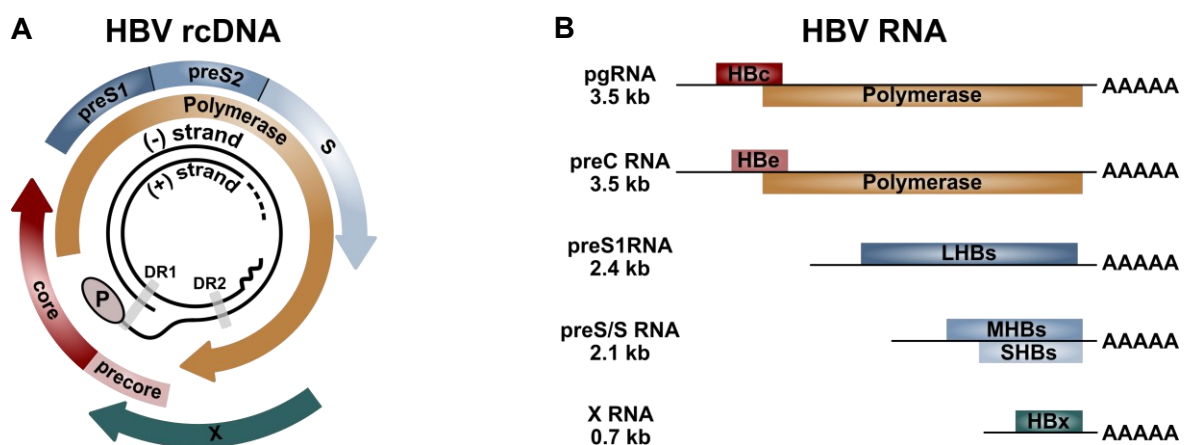 A
HBV rcDNA
preS1
preS2
S
Polymerase
(-) strand
(+) strand
DR1
DR2
P
core
precore
X
B
HBV RNA
pgRNA
3.5 kb
HBc
Polymerase
AAAAA
preC RNA
3.5 kb
HBe
Polymerase
AAAAA
preS1RNA
2.4 kb
LHBs
AAAAA
preS/S RNA
2.1 kb
MHBs
SHBs
AAAAA
X RNA
0.7 kb
HBx
AAAAA